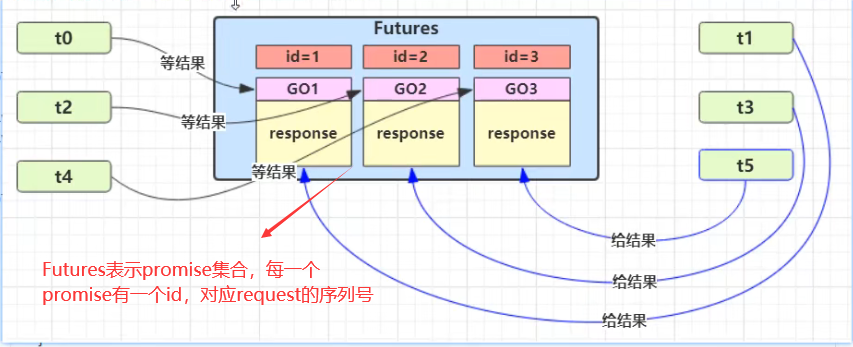 Futures
t0
t1
id=1
id=2
id=3
等结果
GO1
GO2
GO3
t2
t3
等结果
response
response
response
t4
等结果
t5
给结果
Futures表示promise集合，每一个
promise有一个id，对应request的序列号
给结果
给结果